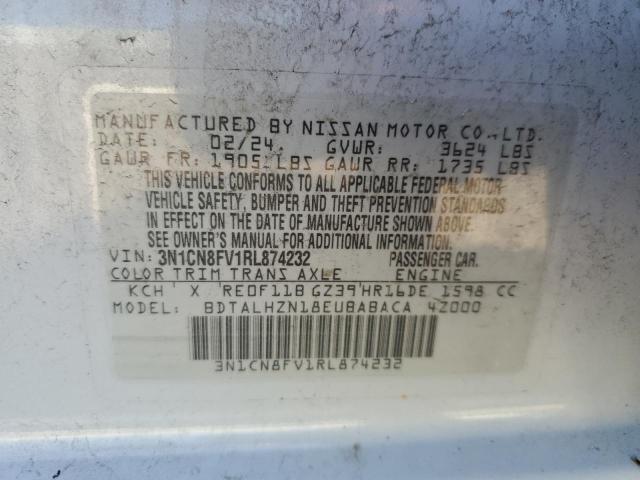 MANUFACTURED BY NISSAN MOTOR CO., LTD.
DATE: 02/24 GVWR: 3624 LBS
GAWR FR: 1905 LBS GAWR RR: 1735 LBS
THIS VEHICLE CONFORMS TO ALL APPLICABLE FEDERAL MOTOR
VEHICLE SAFETY, BUMPER AND THEFT PREVENTION STANDARDS
IN EFFECT ON THE DATE OF MANUFACTURE SHOWN ABOVE.
SEE OWNER'S MANUAL FOR ADDITIONAL INFORMATION.
VIN: 3N1CN8FV1RL874232 PASSENGER CAR.
COLOR TRIM TRANS AXLE ENGINE
KCH X RE0F11B GZ39 HR16DE 1598 CC
MODEL: BDTALHZN18EUBABACA 42000
3N1CN8FV1RL874232